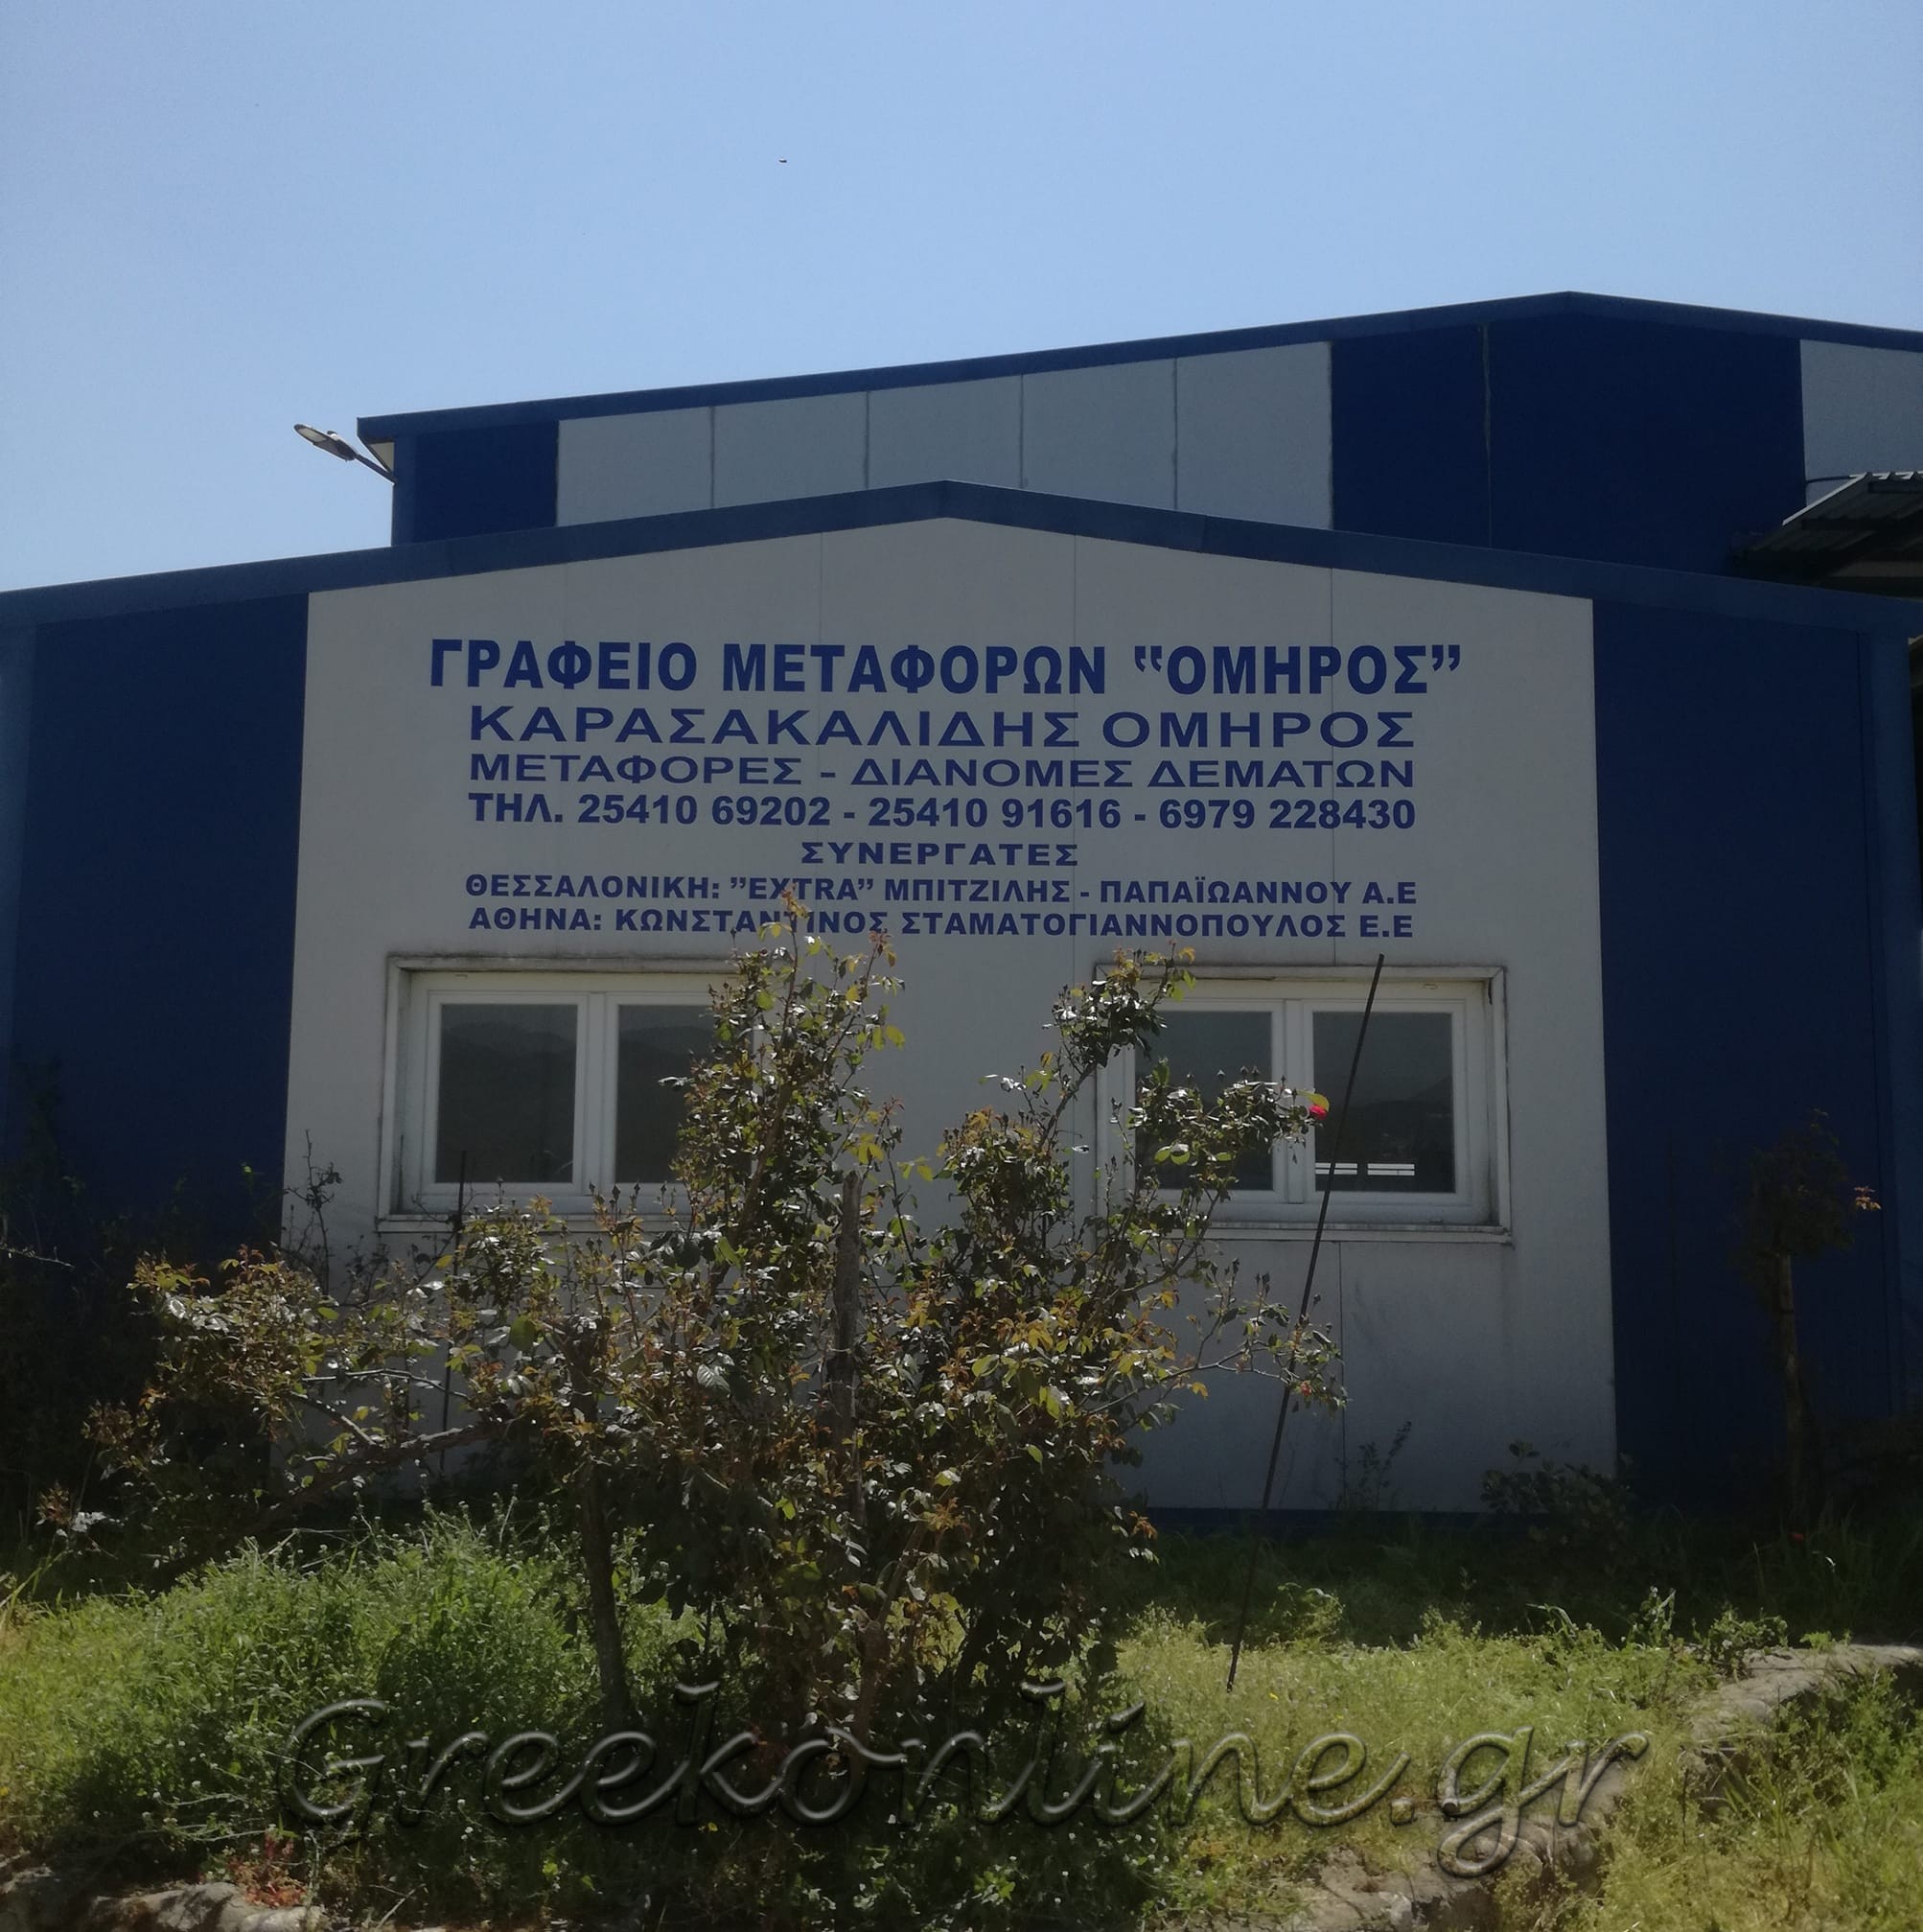 ΓΡΑΦΕΙΟ ΜΕΤΑΦΟΡΩΝ “ΟΜΗΡΟΣ”
ΚΑΡΑΣΑΚΑΛΙΔΗΣ ΟΜΗΡΟΣ
ΜΕΤΑΦΟΡΕΣ - ΔΙΑΝΟΜΕΣ ΔΕΜΑΤΩΝ
ΤΗΛ. 25410 69202 - 25410 91616 - 6979 228430
ΣΥΝΕΡΓΑΤΕΣ
ΘΕΣΣΑΛΟΝΙΚΗ: ”EXTRA” ΜΠΙΤΖΙΛΗΣ - ΠΑΠΑΪΩΑΝΝΟΥ Α.Ε
ΑΘΗΝΑ: ΚΩΝΣΤΑΝΤΙΝΟΣ ΣΤΑΜΑΤΟΓΙΑΝΝΟΠΟΥΛΟΣ Ε.Ε
Greekonline.gr